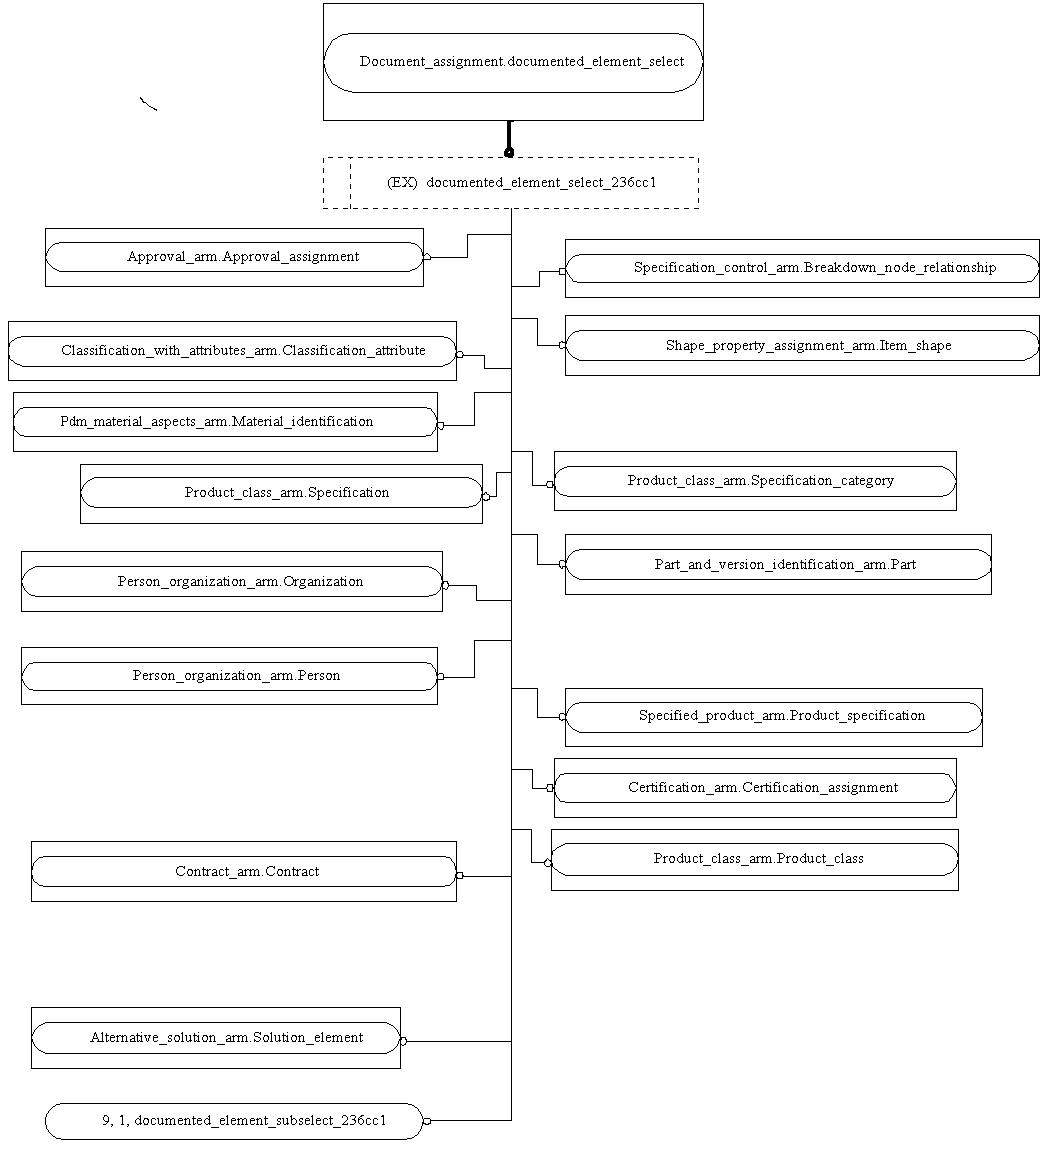 Document_assignment.documented_element_select
(EX) documented_element_select_236cc1
Approval_arm.Approval_assignment
Specification_control_arm.Breakdown_node_relationship
Shape_property_assignment_arm.Item_shape
Classification_with_attributes_arm.Classification_attribute
Pdm_material_aspects_arm.Material_identification
Product_class_arm.Specification_category
Product_class_arm.Specification
Part_and_version_identification_arm.Part
Person_organization_arm.Organization
Person_organization_arm.Person
Specified_product_arm.Product_specification
Certification_arm.Certification_assignment
Product_class_arm.Product_class
Contract_arm.Contract
Alternative_solution_arm.Solution_element
9, 1, documented_element_subselect_236cc1